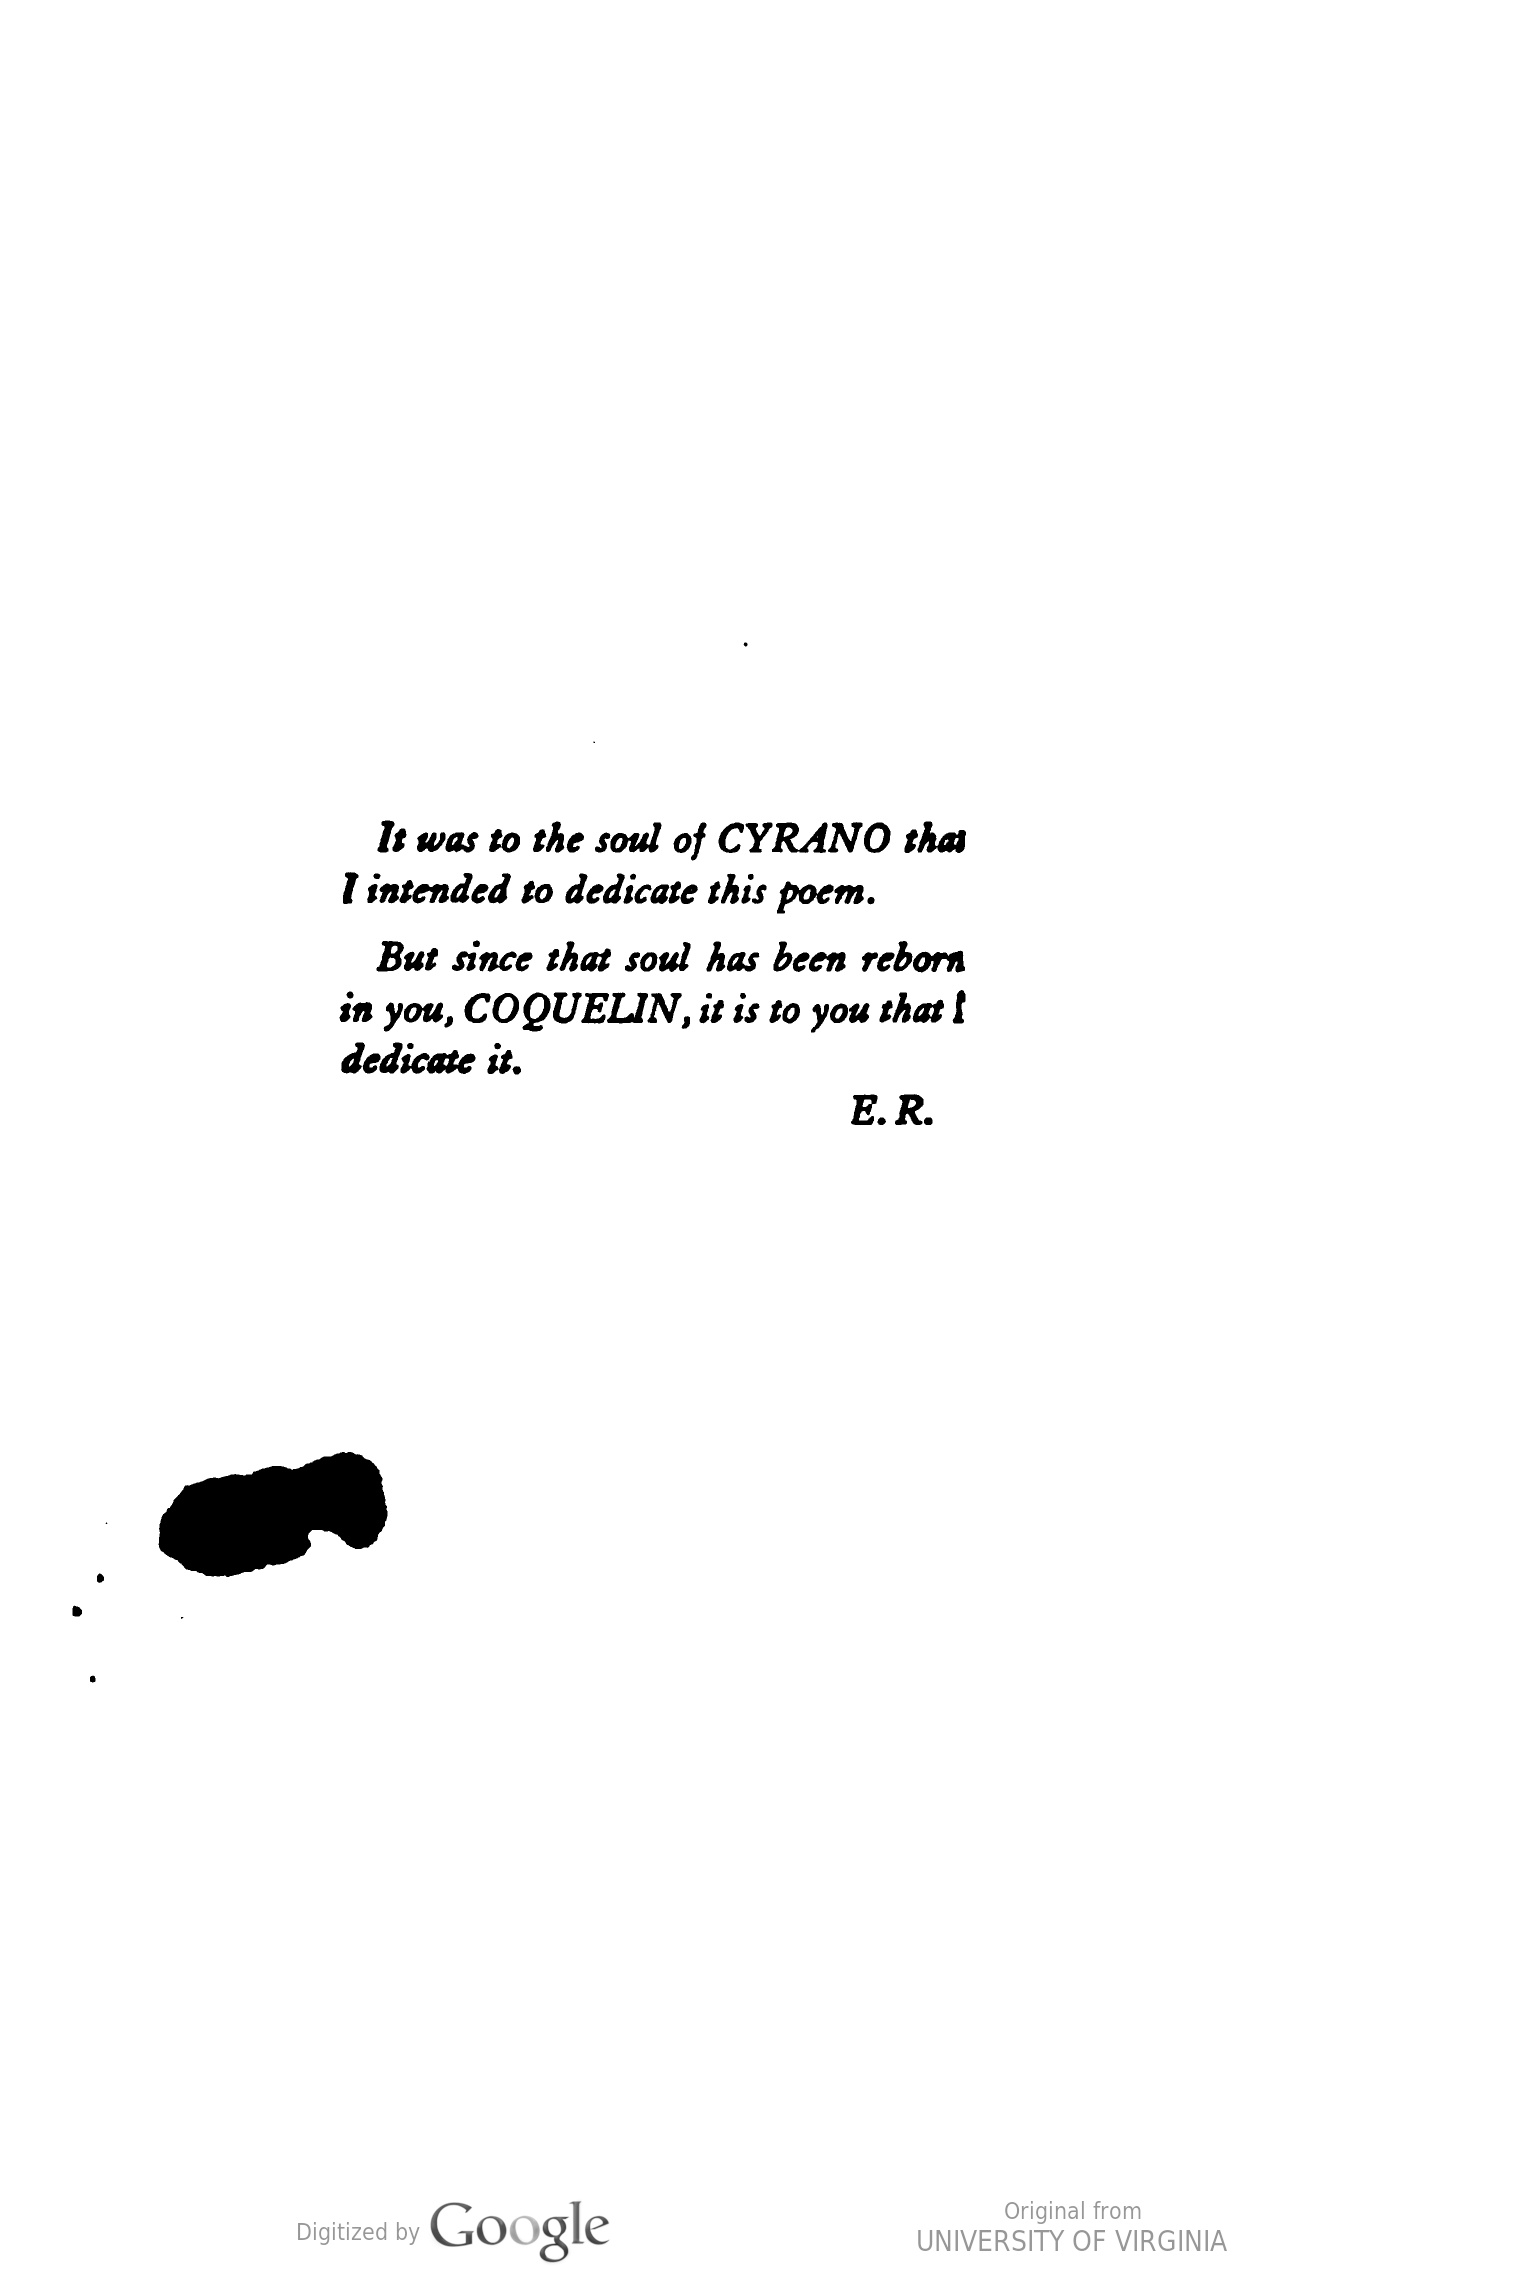 It was to the soul of CYRANO that
I intended to dedicate this poem.
But since that soul has been reborn
in you, COQUELIN, it is to you that I
dedicate it.
E. R.
Digitized by Google
Original from
UNIVERSITY OF VIRGINIA